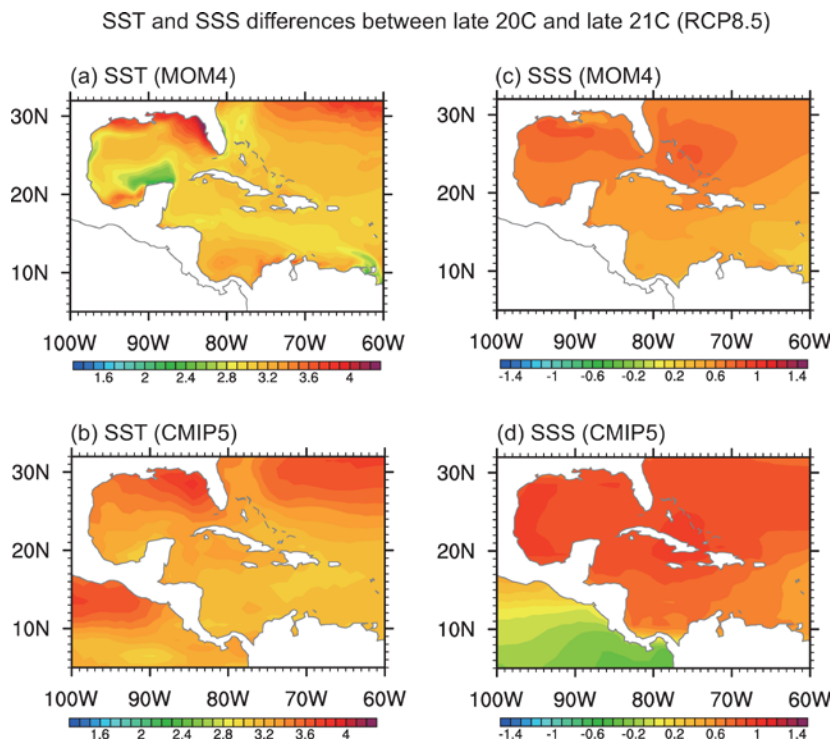 SST and SSS differences between late 20C and late 21C (RCP8.5)
(a) SST (MOM4)
30N
20N
10N
100W 90W 80W 70W 60W
1.6 2 2.4 2.8 3.2 3.6 4
(c) SSS (MOM4)
30N
20N
10N
100W 90W 80W 70W 60W
-1.4 -1 -0.6 -0.2 0.2 0.6 1 1.4
(b) SST (CMIP5)
30N
20N
10N
100W 90W 80W 70W 60W
1.6 2 2.4 2.8 3.2 3.6 4
(d) SSS (CMIP5)
30N
20N
10N
100W 90W 80W 70W 60W
-1.4 -1 -0.6 -0.2 0.2 0.6 1 1.4